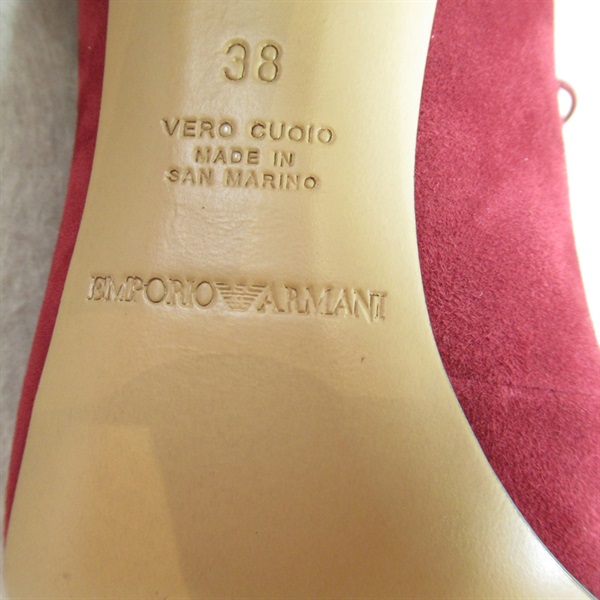 38
VERO CUOIO
MADE IN
SAN MARINO
EMPORIO ARMANI